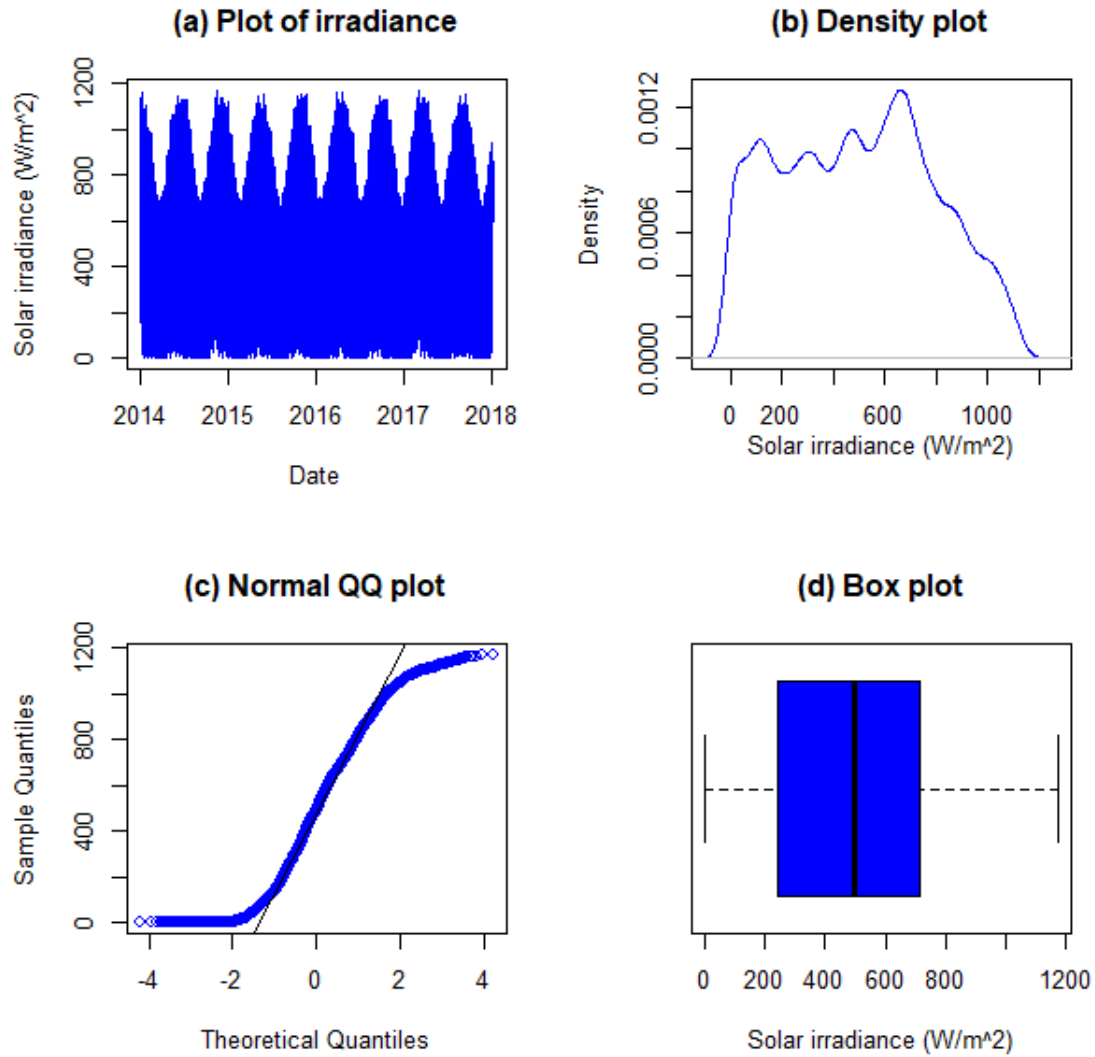 (a) Plot of irradiance
Solar irradiance (W/m^2)
0 400 800 1200
2014 2015 2016 2017 2018
Date
(b) Density plot
Density
0.0000 0.0006 0.0012
0 200 600 1000
Solar irradiance (W/m^2)
(c) Normal QQ plot
Sample Quantiles
0 400 800 1200
-4 -2 0 2 4
Theoretical Quantiles
(d) Box plot
0 200 400 600 800 1200
Solar irradiance (W/m^2)